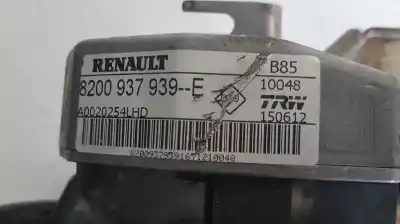 RENAULT
B85
8200 937 939--E
10048
TRW
A0020254LHD
150612